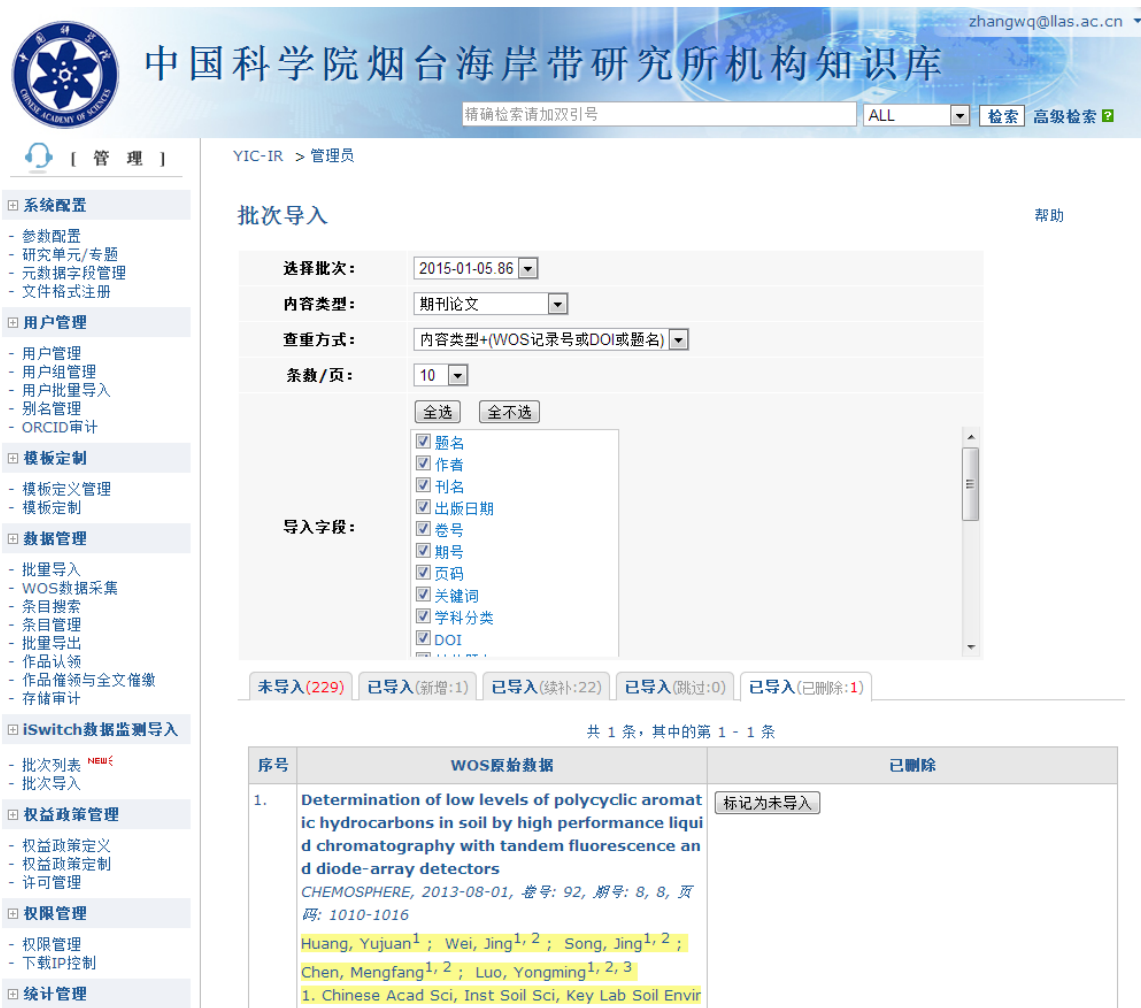 zhangwq@llas.ac.cn
中国科学院烟台海岸带研究所机构知识库
CHINESE ACADEMY OF SCIENCES
精确检索请加双引号
ALL
检索
高级检索
[ 管 理 ]
YIC-IR > 管理员
系统配置
- 参数配置
- 研究单元/专题
- 元数据字段管理
- 文件格式注册
用户管理
- 用户管理
- 用户组管理
- 用户批量导入
- 别名管理
- ORCID审计
模板定制
- 模板定义管理
- 模板定制
数据管理
- 批量导入
- WOS数据采集
- 条目搜索
- 条目管理
- 批量导出
- 作品认领
- 作品催领与全文催缴
- 存储审计
iSwitch数据监测导入
- 批次列表 NEW
- 批次导入
权益政策管理
- 权益政策定义
- 权益政策定制
- 许可管理
权限管理
- 权限管理
- 下载IP控制
统计管理
批次导入
帮助
选择批次：
2015-01-05.86
内容类型：
期刊论文
查重方式：
内容类型+(WOS记录号或DOI或题名)
条数/页：
10
全选 全不选
导入字段：
题名
作者
刊名
出版日期
卷号
期号
页码
关键词
学科分类
DOI
未导入(229) 已导入(新增:1) 已导入(续补:22) 已导入(跳过:0) 已导入(已删除:1)
共 1 条，其中的第 1 - 1 条
序号 WOS原始数据 已删除
1.
Determination of low levels of polycyclic aromat
ic hydrocarbons in soil by high performance liqui
d chromatography with tandem fluorescence an
d diode-array detectors
CHEMOSPHERE, 2013-08-01, 卷号: 92, 期号: 8, 8, 页
码: 1010-1016
Huang, Yujuan1 ; Wei, Jing1, 2 ; Song, Jing1, 2 ;
Chen, Mengfang1, 2 ; Luo, Yongming1, 2, 3
1. Chinese Acad Sci, Inst Soil Sci, Key Lab Soil Envir
标记为未导入